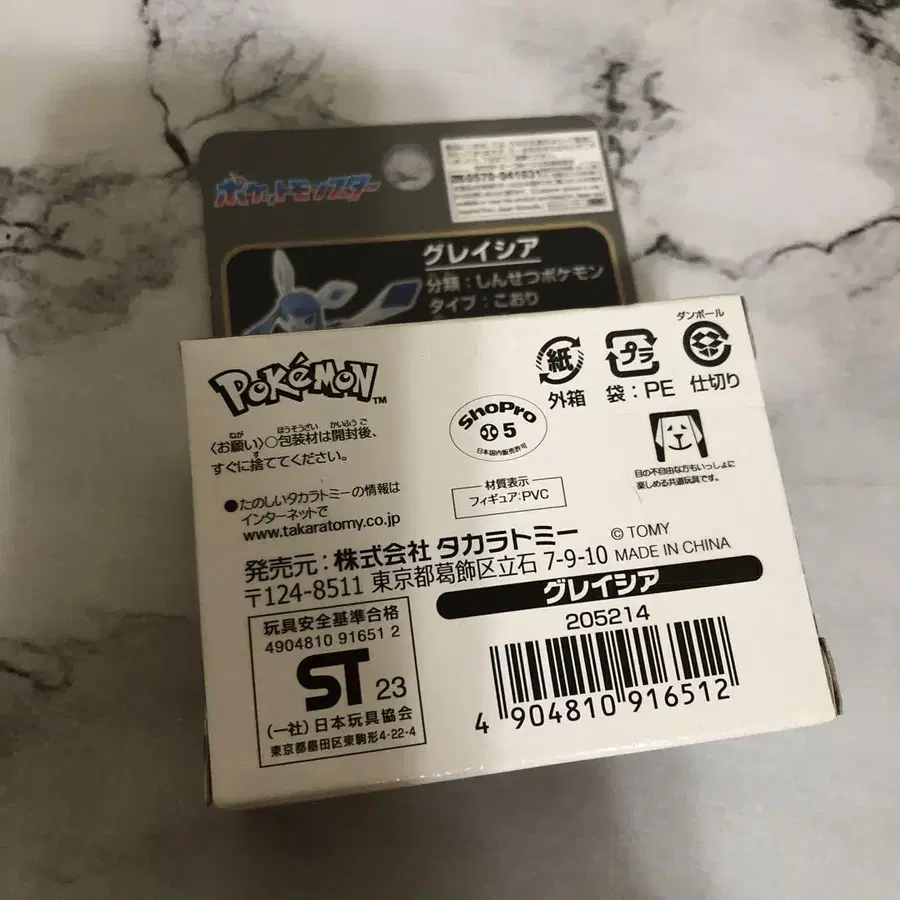 ポケットモンスター
☎0570-041031
グレイシア
分類：しんせつポケモン
タイプ：こおり
POKéMON™
ダンボール
紙
外箱
プラ
袋：PE
仕切り
〈お願い〉○包装材は開封後、
すぐに捨ててください。
ShoPro
5
日本国内販売許可
目の不自由な方もいっしょに
楽しめる共遊玩具です。
材質表示
フィギュア：PVC
●たのしいタカラトミーの情報は
インターネットで
www.takaratomy.co.jp
発売元：株式会社 タカラトミー
© TOMY
〒124-8511 東京都葛飾区立石 7-9-10
MADE IN CHINA
グレイシア
205214
玩具安全基準合格
4904810 91651 2
ST 23
(一社)日本玩具協会
東京都墨田区東駒形4-22-4
4 904810 916512